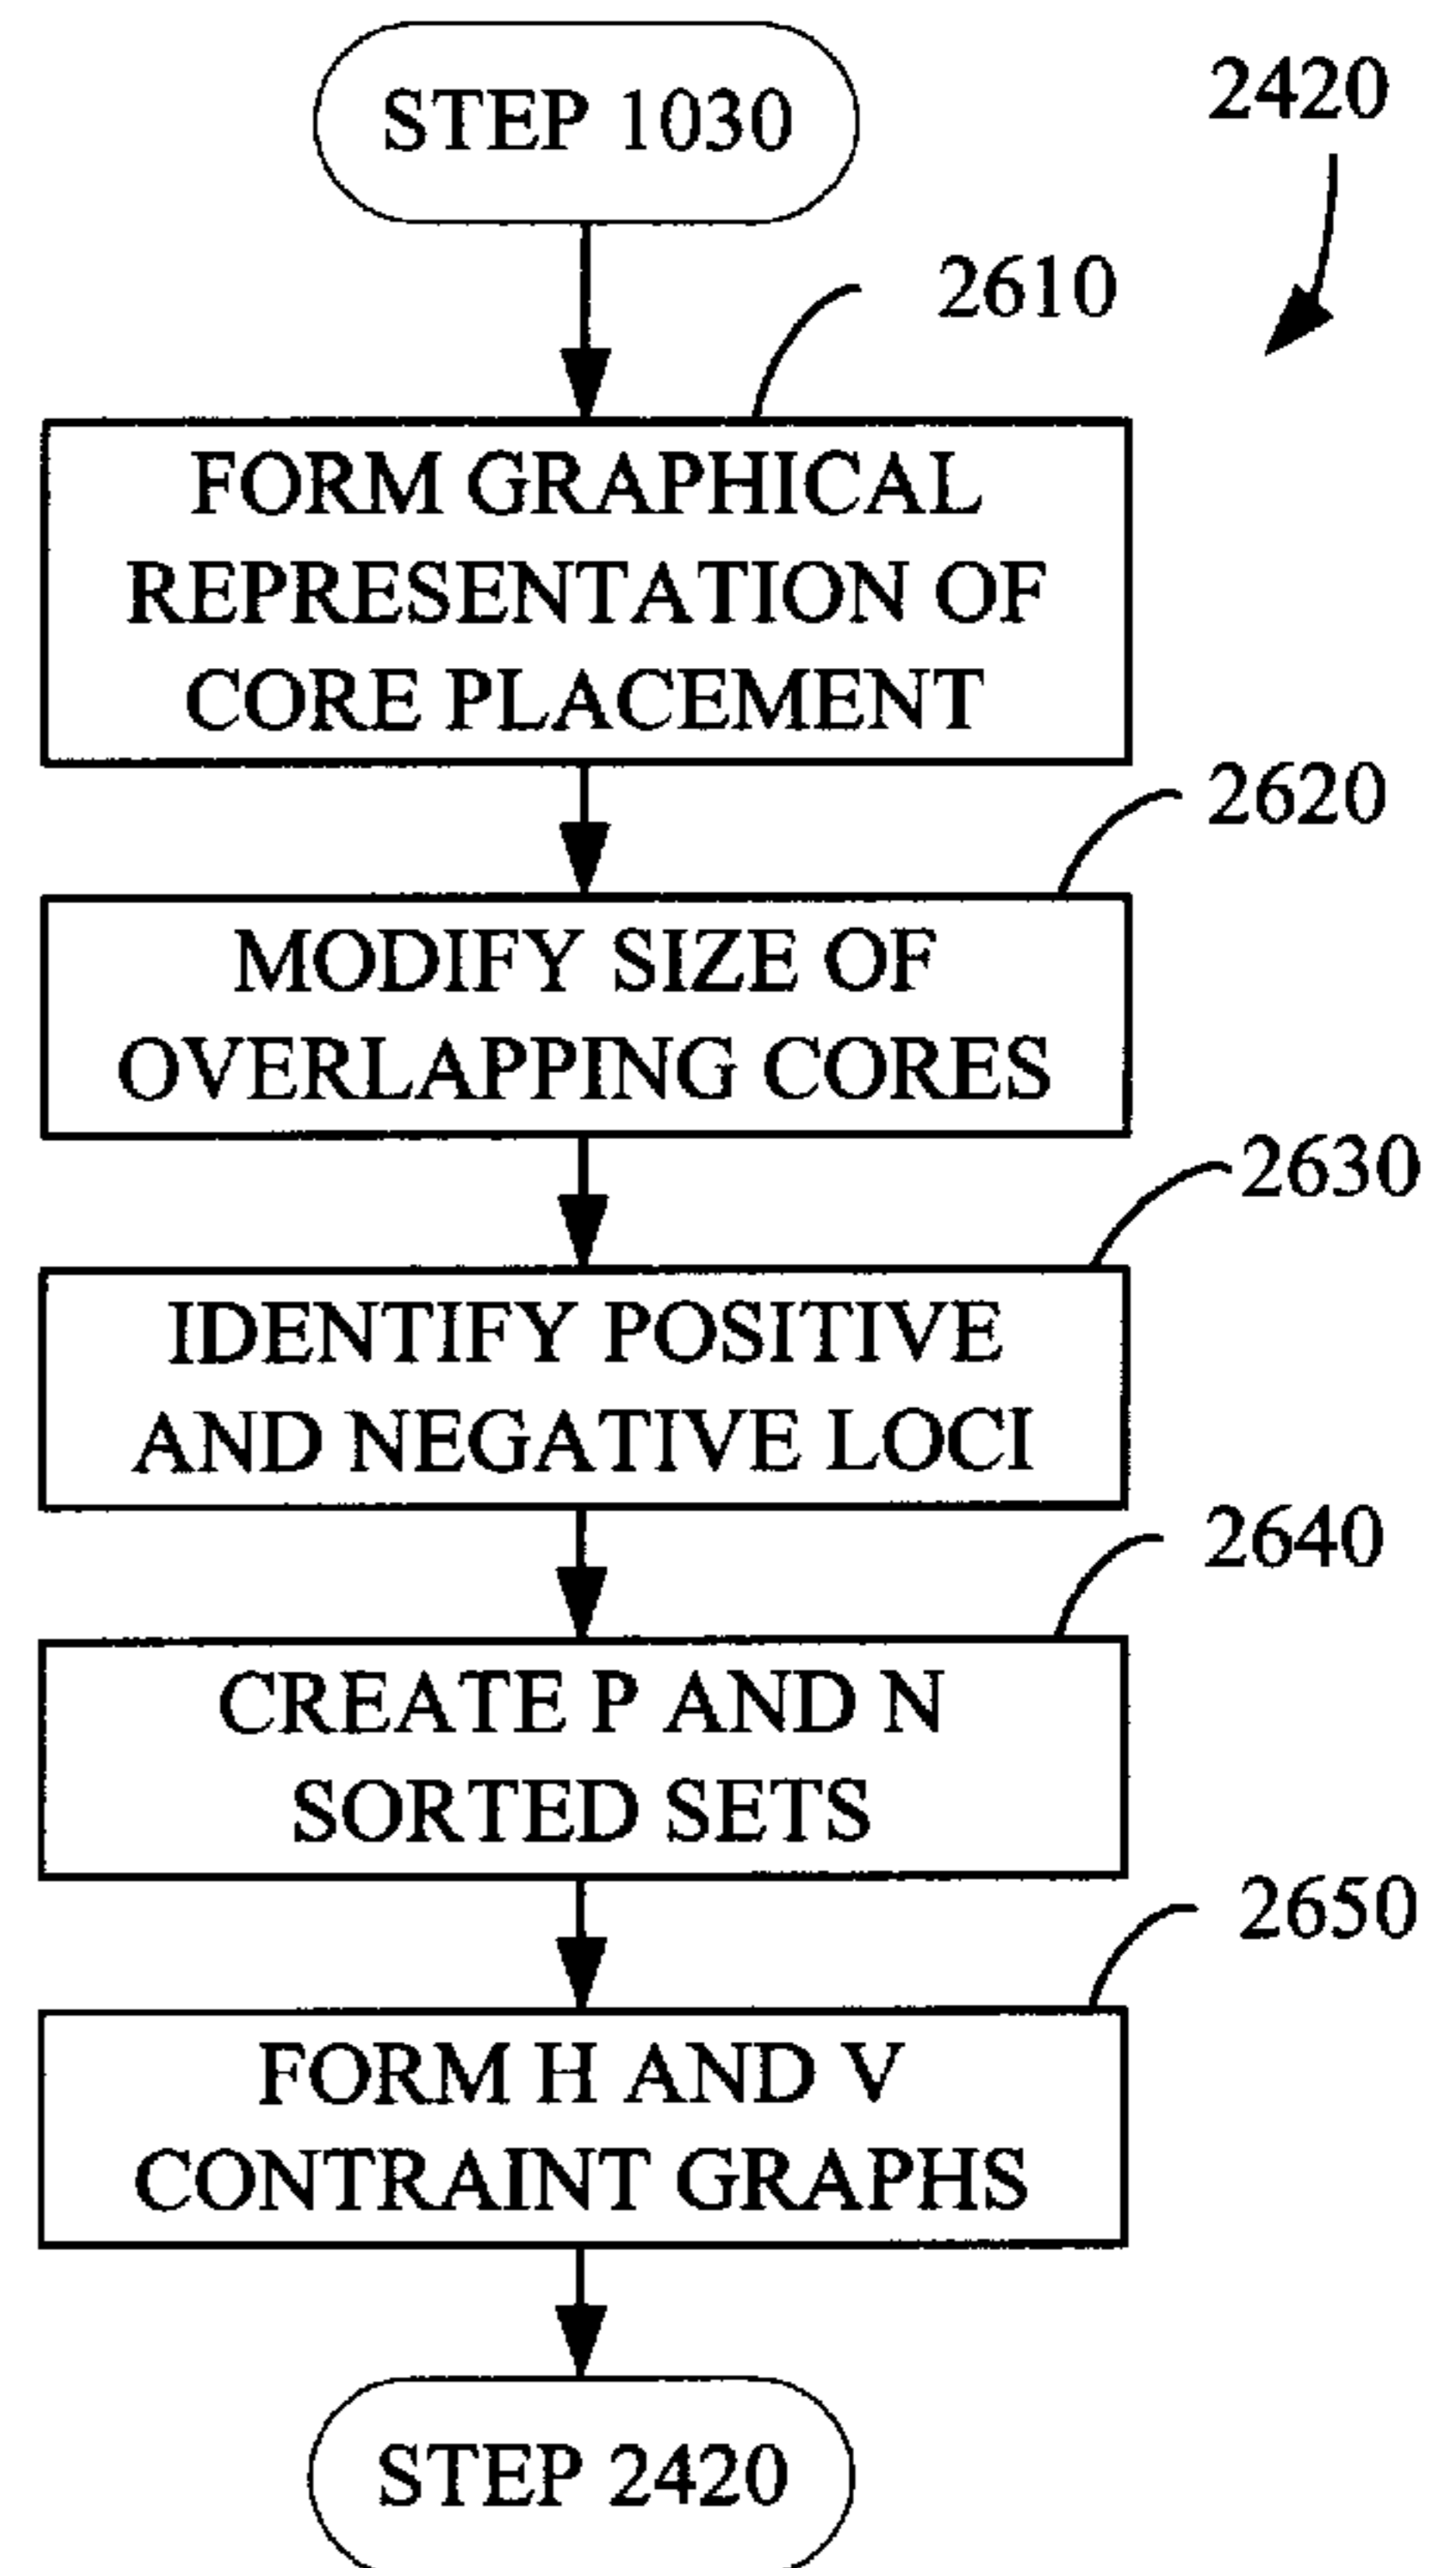 STEP 1030
2420
2610
FORM GRAPHICAL
REPRESENTATION OF
CORE PLACEMENT
2620
MODIFY SIZE OF
OVERLAPPING CORES
2630
IDENTIFY POSITIVE
AND NEGATIVE LOCI
2640
CREATE P AND N
SORTED SETS
2650
FORM H AND V
CONTRAINT GRAPHS
STEP 2420